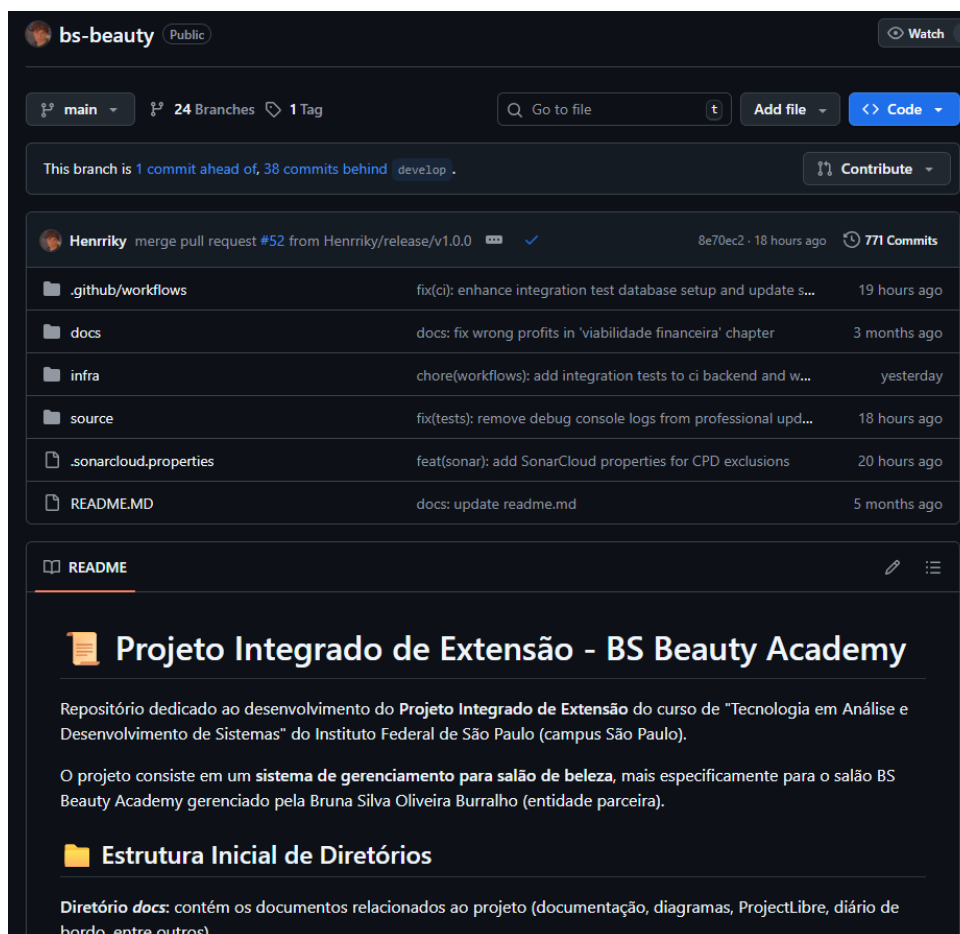 bs-beauty Public Watch
main 24 Branches 1 Tag Go to file t Add file Code
This branch is 1 commit ahead of, 38 commits behind develop . Contribute
Henrriky merge pull request #52 from Henrriky/release/v1.0.0 8e70ec2 · 18 hours ago 771 Commits
.github/workflows fix(ci): enhance integration test database setup and update s... 19 hours ago
docs docs: fix wrong profits in 'viabilidade financeira' chapter 3 months ago
infra chore(workflows): add integration tests to ci backend and w... yesterday
source fix(tests): remove debug console logs from professional upd... 18 hours ago
.sonarcloud.properties feat(sonar): add SonarCloud properties for CPD exclusions 20 hours ago
README.MD docs: update readme.md 5 months ago
README
Projeto Integrado de Extensão - BS Beauty Academy
Repositório dedicado ao desenvolvimento do Projeto Integrado de Extensão do curso de "Tecnologia em Análise e
Desenvolvimento de Sistemas" do Instituto Federal de São Paulo (campus São Paulo).
O projeto consiste em um sistema de gerenciamento para salão de beleza, mais especificamente para o salão BS
Beauty Academy gerenciado pela Bruna Silva Oliveira Burralho (entidade parceira).
Estrutura Inicial de Diretórios
Diretório docs: contém os documentos relacionados ao projeto (documentação, diagramas, ProjectLibre, diário de
bordo, entre outros)